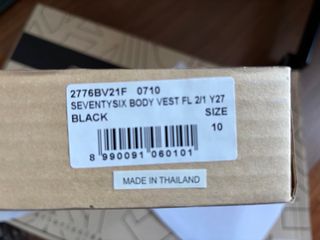 2776BV21F 0710
SEVENTYSIX BODY VEST FL 2/1 Y27
BLACK SIZE
10
8 990091 060101
MADE IN THAILAND